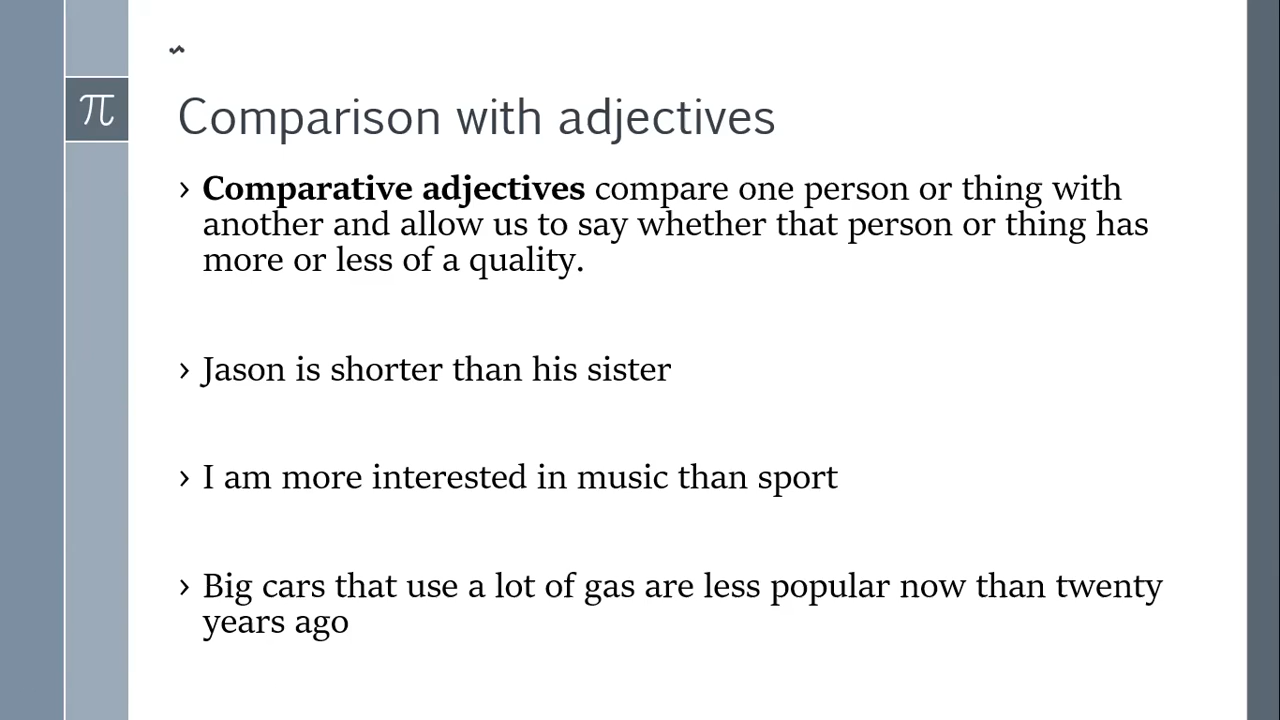 π
Comparison with adjectives
› Comparative adjectives compare one person or thing with
another and allow us to say whether that person or thing has
more or less of a quality.
› Jason is shorter than his sister
› I am more interested in music than sport
› Big cars that use a lot of gas are less popular now than twenty
years ago